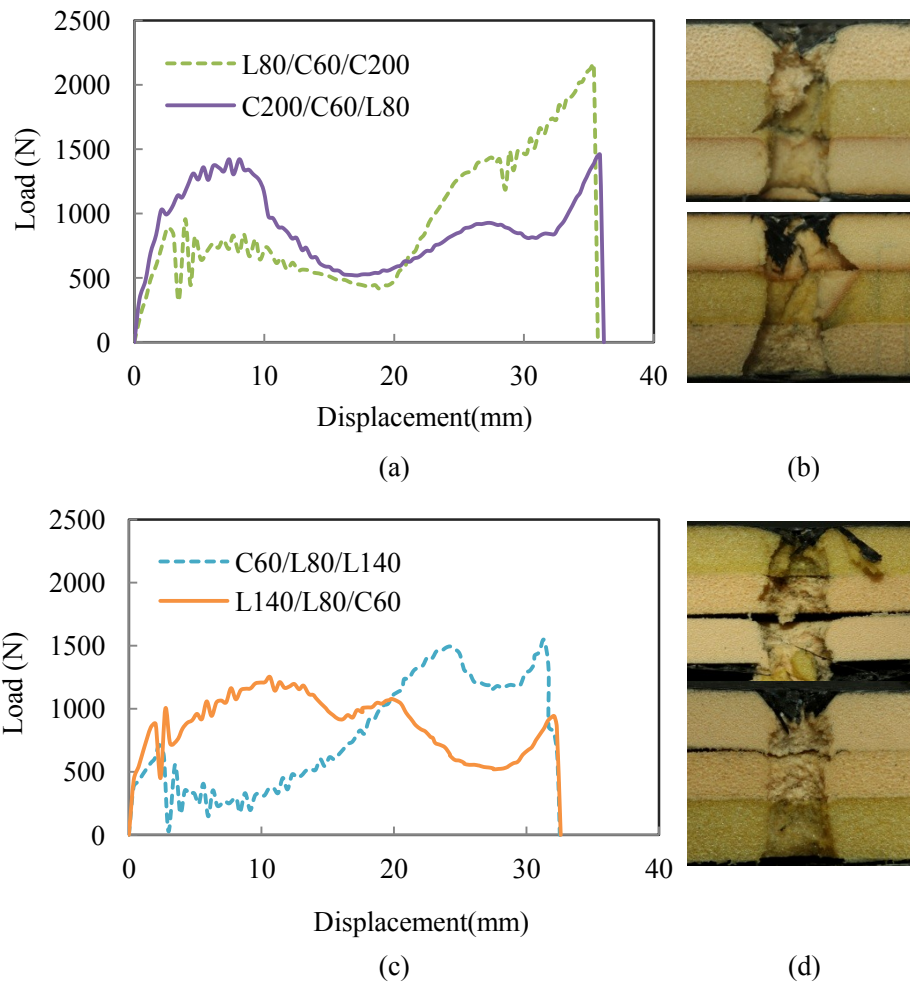 2500
2000
1500
1000
500
0
Load (N)
L80/C60/C200
C200/C60/L80
0 10 20 30 40
Displacement(mm)
(a) (b)
2500
2000
1500
1000
500
0
Load (N)
C60/L80/L140
L140/L80/C60
0 10 20 30 40
Displacement(mm)
(c) (d)